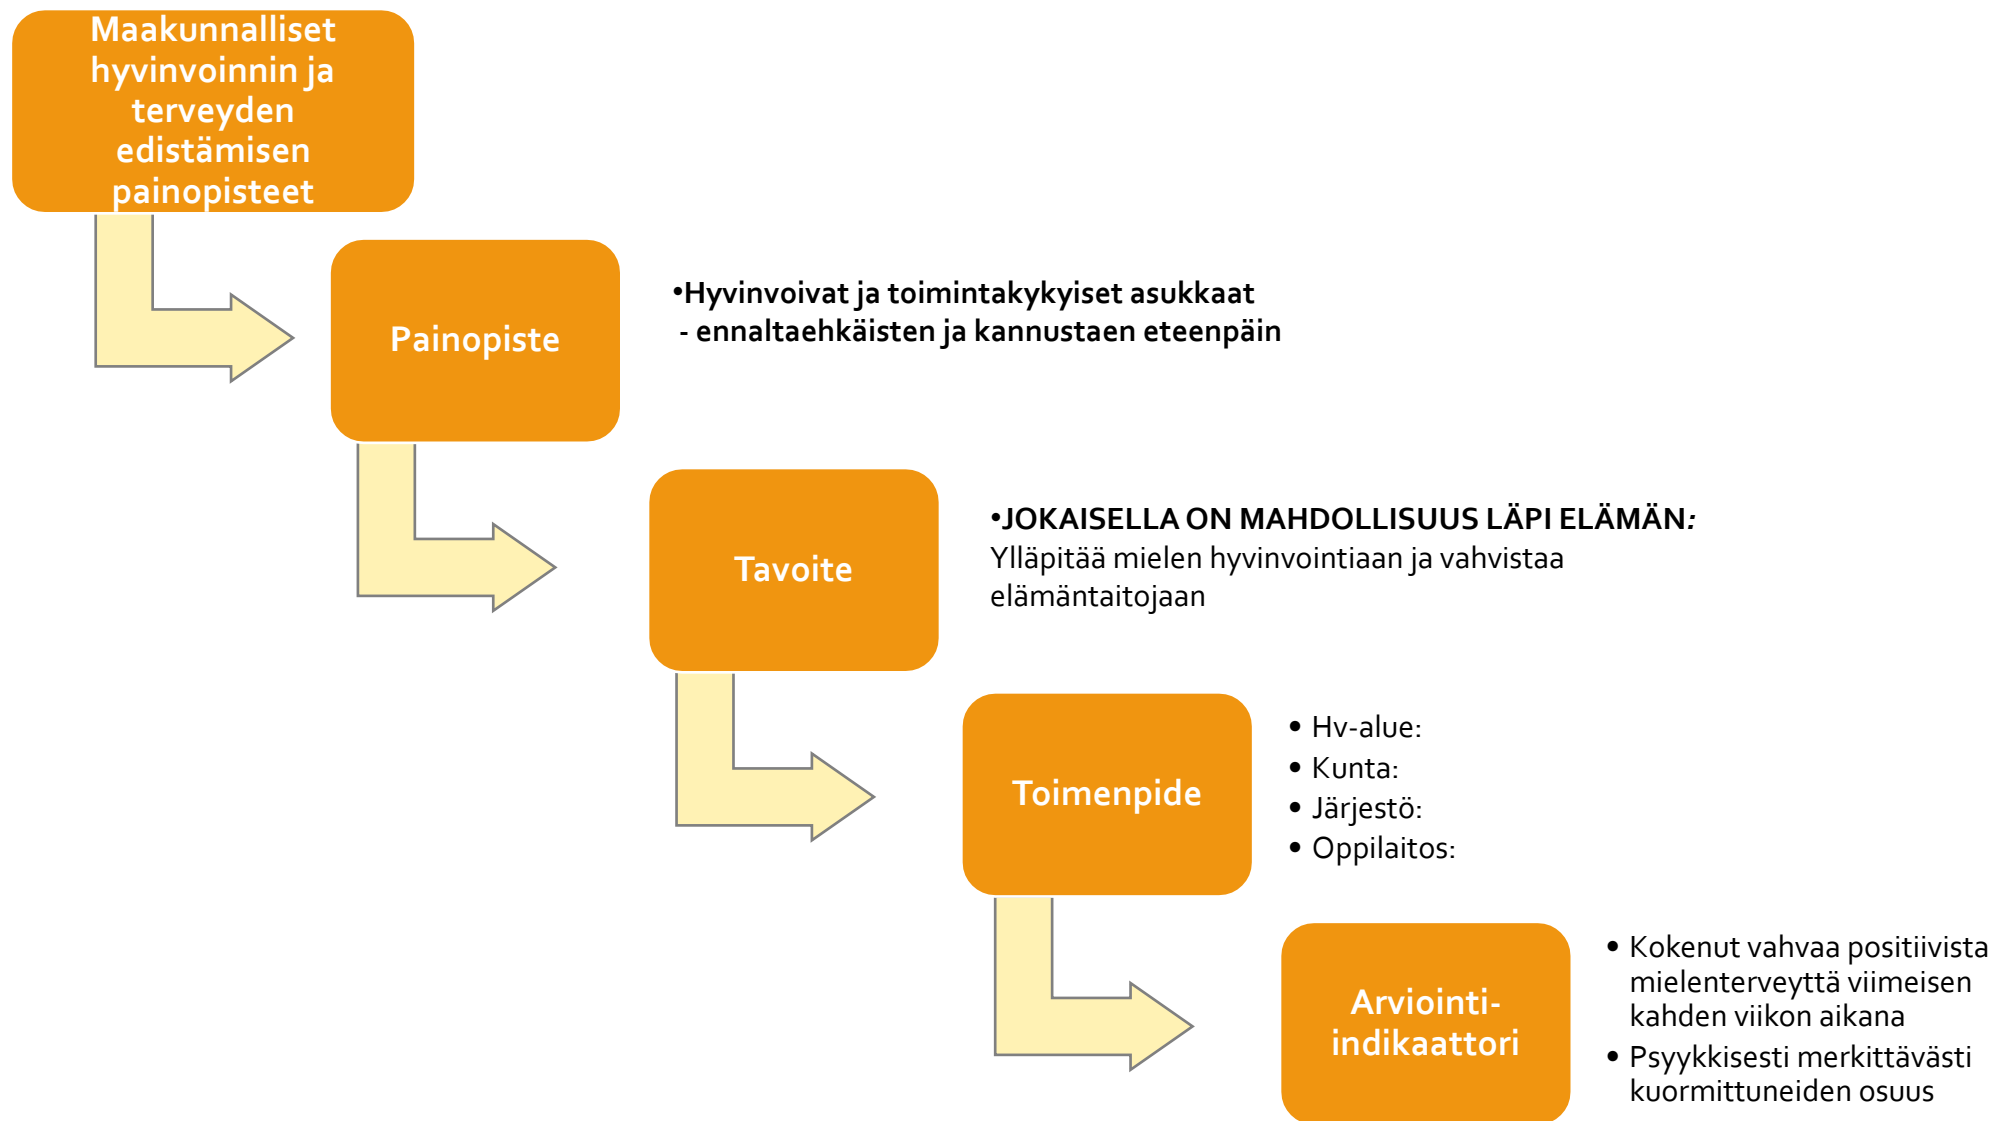 Maakunnalliset
hyvinvoinnin ja
terveyden
edistämisen
painopisteet
Painopiste
•Hyvinvoivat ja toimintakykyiset asukkaat
- ennaltaehkäisten ja kannustaen eteenpäin
Tavoite
•JOKAISELLA ON MAHDOLLISUUS LÄPI ELÄMÄN:
Ylläpitää mielen hyvinvointiaan ja vahvistaa
elämäntaitojaan
Toimenpide
• Hv-alue:
• Kunta:
• Järjestö:
• Oppilaitos:
Arviointi-
indikaattori
• Kokenut vahvaa positiivista
mielenterveyttä viimeisen
kahden viikon aikana
• Psyykkisesti merkittävästi
kuormittuneiden osuus